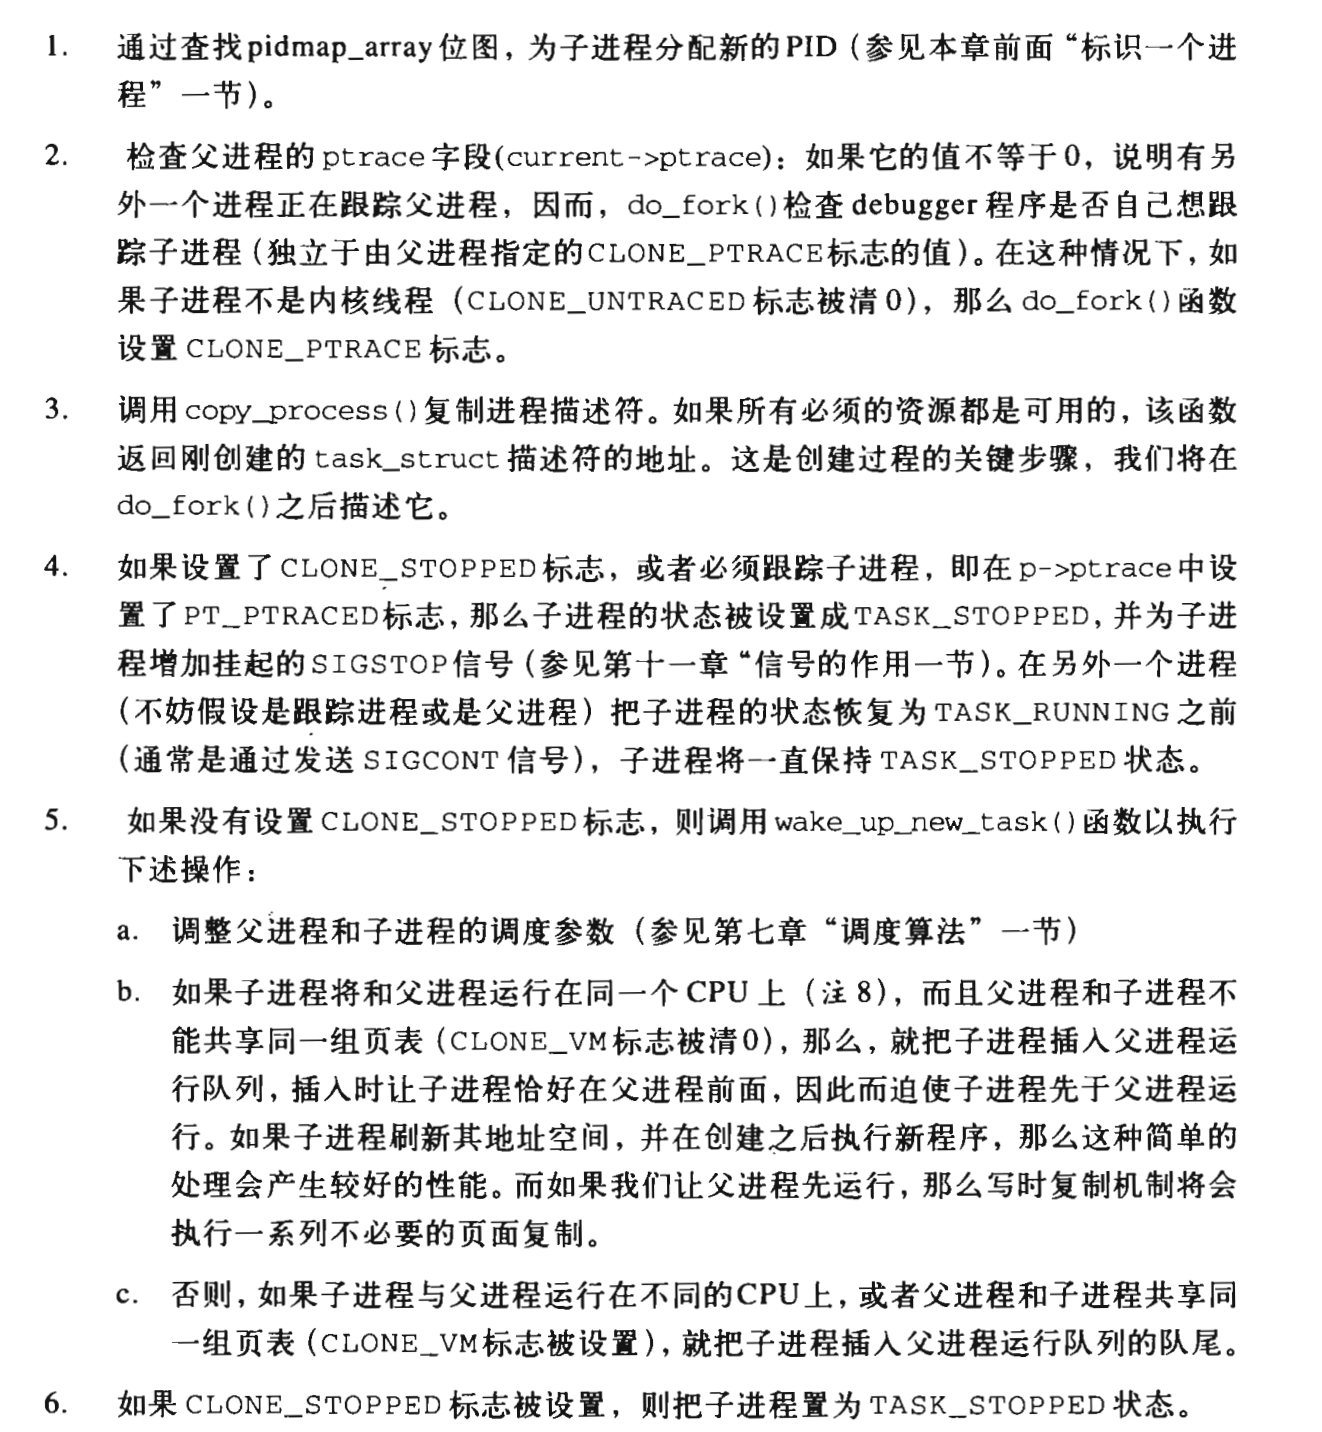 1. 通过查找pidmap_array位图，为子进程分配新的PID（参见本章前面“标识一个进
程”一节）。
2. 检查父进程的ptrace字段(current->ptrace)：如果它的值不等于0，说明有另
外一个进程正在跟踪父进程，因而，do_fork()检查debugger程序是否自己想跟
踪子进程（独立于由父进程指定的CLONE_PTRACE标志的值）。在这种情况下，如
果子进程不是内核线程（CLONE_UNTRACED标志被清0），那么do_fork()函数
设置CLONE_PTRACE标志。
3. 调用copy_process()复制进程描述符。如果所有必须的资源都是可用的，该函数
返回刚创建的task_struct描述符的地址。这是创建过程的关键步骤，我们将在
do_fork()之后描述它。
4. 如果设置了CLONE_STOPPED标志，或者必须跟踪子进程，即在p->ptrace中设
置了PT_PTRACED标志，那么子进程的状态被设置成TASK_STOPPED，并为子进
程增加挂起的SIGSTOP信号（参见第十一章“信号的作用一节）。在另外一个进程
（不妨假设是跟踪进程或是父进程）把子进程的状态恢复为TASK_RUNNING之前
（通常是通过发送SIGCONT信号），子进程将一直保持TASK_STOPPED状态。
5. 如果没有设置CLONE_STOPPED标志，则调用wake_up_new_task()函数以执行
下述操作：
a. 调整父进程和子进程的调度参数（参见第七章“调度算法”一节）
b. 如果子进程将和父进程运行在同一个CPU上（注8），而且父进程和子进程不
能共享同一组页表（CLONE_VM标志被清0），那么，就把子进程插入父进程运
行队列，插入时让子进程恰好在父进程前面，因此而迫使子进程先于父进程运
行。如果子进程刷新其地址空间，并在创建之后执行新程序，那么这种简单的
处理会产生较好的性能。而如果我们让父进程先运行，那么写时复制机制将会
执行一系列不必要的页面复制。
c. 否则，如果子进程与父进程运行在不同的CPU上，或者父进程和子进程共享同
一组页表（CLONE_VM标志被设置），就把子进程插入父进程运行队列的队尾。
6. 如果CLONE_STOPPED标志被设置，则把子进程置为TASK_STOPPED状态。